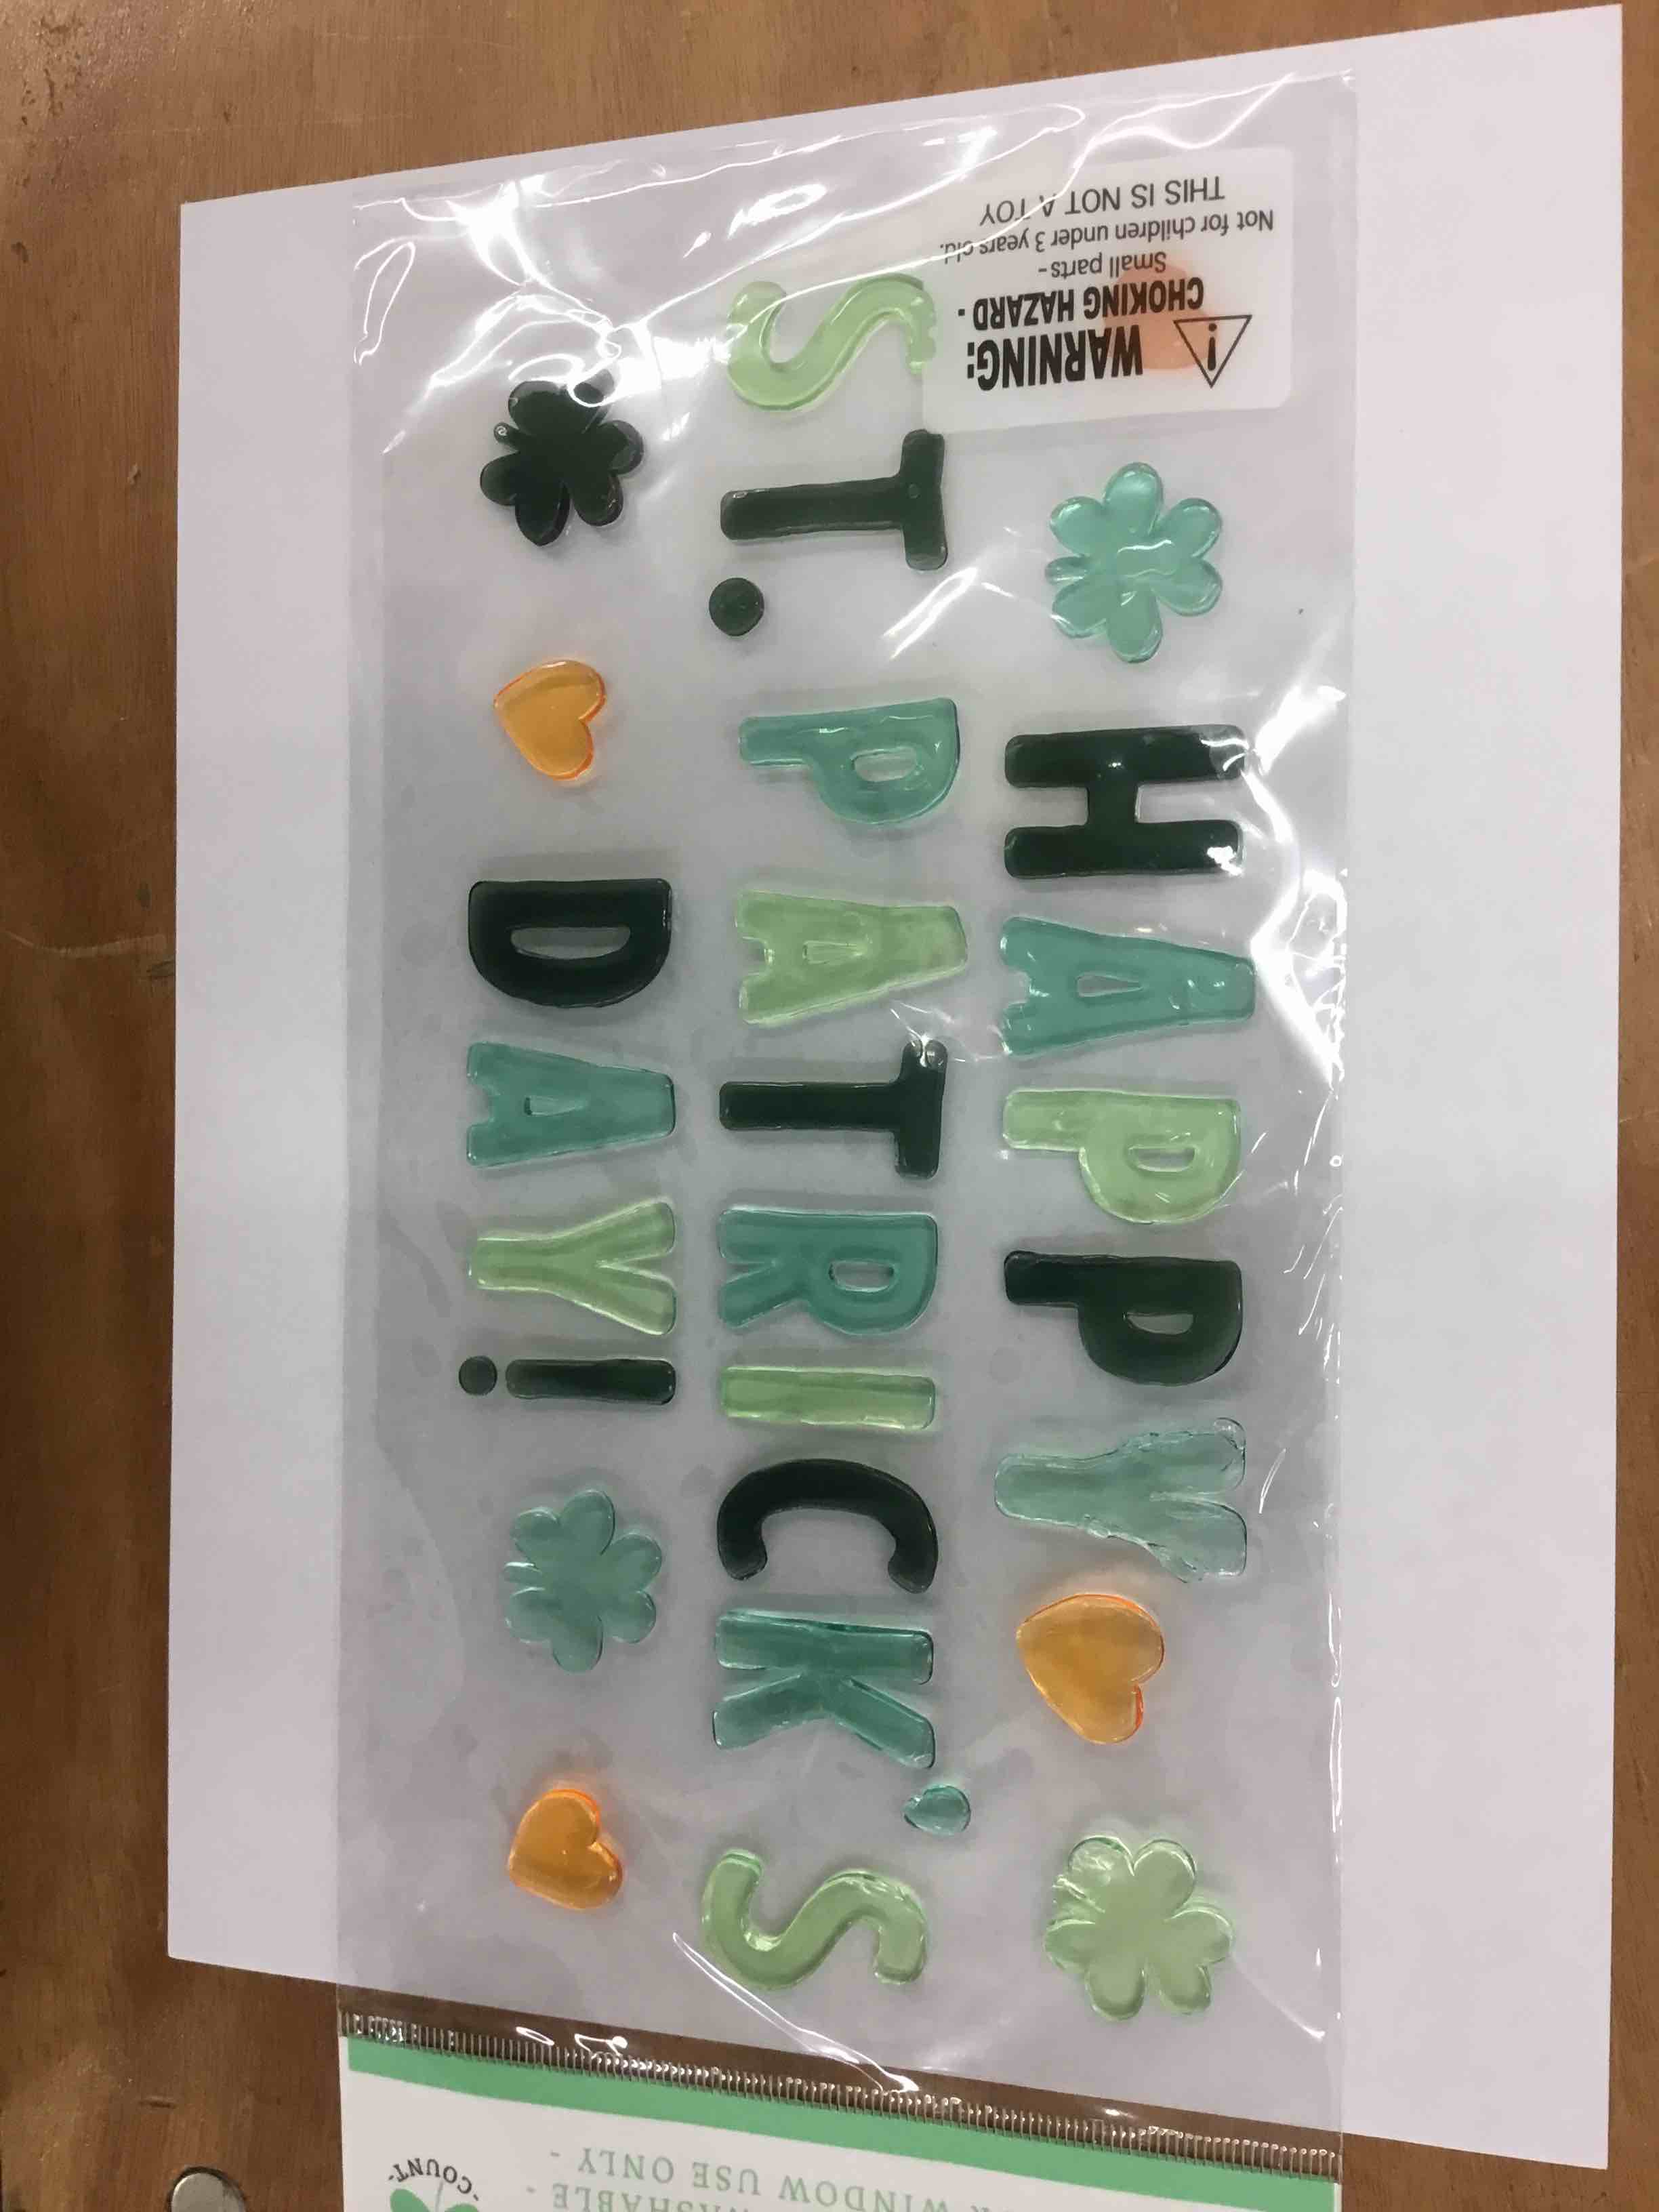 HAPPY
ST. PATRICK'S
DAY!
WARNING:
CHOKING HAZARD -
Small parts -
Not for children under 3 years old.
THIS IS NOT A TOY
WINDOW USE ONLY -
-COUNT-